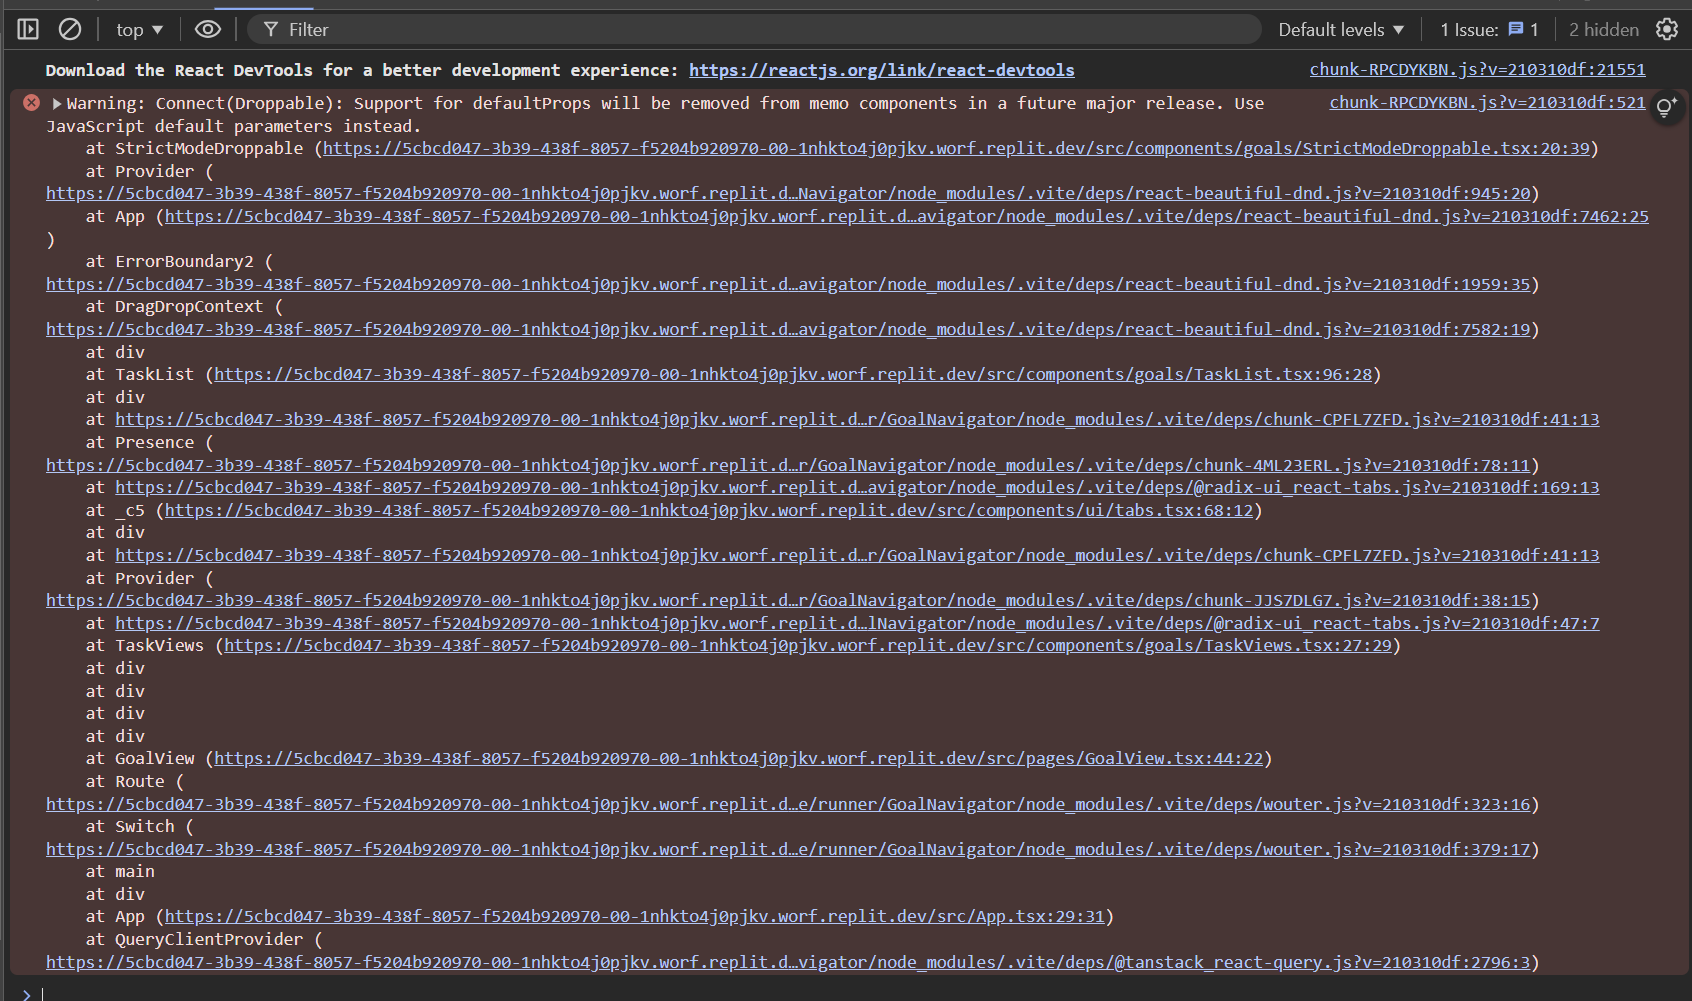 top ▼ Filter Default levels ▼ 1 Issue: 1 2 hidden
Download the React DevTools for a better development experience: https://reactjs.org/link/react-devtools chunk-RPCDYKBN.js?v=210310df:21551
▶Warning: Connect(Droppable): Support for defaultProps will be removed from memo components in a future major release. Use chunk-RPCDYKBN.js?v=210310df:521
JavaScript default parameters instead.
at StrictModeDroppable (https://5cbcd047-3b39-438f-8057-f5204b920970-00-1nhkto4j0pjkv.worf.replit.dev/src/components/goals/StrictModeDroppable.tsx:20:39)
at Provider (
https://5cbcd047-3b39-438f-8057-f5204b920970-00-1nhkto4j0pjkv.worf.replit.d…Navigator/node_modules/.vite/deps/react-beautiful-dnd.js?v=210310df:945:20)
at App (https://5cbcd047-3b39-438f-8057-f5204b920970-00-1nhkto4j0pjkv.worf.replit.d…avigator/node_modules/.vite/deps/react-beautiful-dnd.js?v=210310df:7462:25
)
at ErrorBoundary2 (
https://5cbcd047-3b39-438f-8057-f5204b920970-00-1nhkto4j0pjkv.worf.replit.d…avigator/node_modules/.vite/deps/react-beautiful-dnd.js?v=210310df:1959:35)
at DragDropContext (
https://5cbcd047-3b39-438f-8057-f5204b920970-00-1nhkto4j0pjkv.worf.replit.d…avigator/node_modules/.vite/deps/react-beautiful-dnd.js?v=210310df:7582:19)
at div
at TaskList (https://5cbcd047-3b39-438f-8057-f5204b920970-00-1nhkto4j0pjkv.worf.replit.dev/src/components/goals/TaskList.tsx:96:28)
at div
at https://5cbcd047-3b39-438f-8057-f5204b920970-00-1nhkto4j0pjkv.worf.replit.d…r/GoalNavigator/node_modules/.vite/deps/chunk-CPFL7ZFD.js?v=210310df:41:13
at Presence (
https://5cbcd047-3b39-438f-8057-f5204b920970-00-1nhkto4j0pjkv.worf.replit.d…r/GoalNavigator/node_modules/.vite/deps/chunk-4ML23ERL.js?v=210310df:78:11)
at https://5cbcd047-3b39-438f-8057-f5204b920970-00-1nhkto4j0pjkv.worf.replit.d…avigator/node_modules/.vite/deps/@radix-ui_react-tabs.js?v=210310df:169:13
at _c5 (https://5cbcd047-3b39-438f-8057-f5204b920970-00-1nhkto4j0pjkv.worf.replit.dev/src/components/ui/tabs.tsx:68:12)
at div
at https://5cbcd047-3b39-438f-8057-f5204b920970-00-1nhkto4j0pjkv.worf.replit.d…r/GoalNavigator/node_modules/.vite/deps/chunk-CPFL7ZFD.js?v=210310df:41:13
at Provider (
https://5cbcd047-3b39-438f-8057-f5204b920970-00-1nhkto4j0pjkv.worf.replit.d…r/GoalNavigator/node_modules/.vite/deps/chunk-JJS7DLG7.js?v=210310df:38:15)
at https://5cbcd047-3b39-438f-8057-f5204b920970-00-1nhkto4j0pjkv.worf.replit.d…lNavigator/node_modules/.vite/deps/@radix-ui_react-tabs.js?v=210310df:47:7
at TaskViews (https://5cbcd047-3b39-438f-8057-f5204b920970-00-1nhkto4j0pjkv.worf.replit.dev/src/components/goals/TaskViews.tsx:27:29)
at div
at div
at div
at div
at GoalView (https://5cbcd047-3b39-438f-8057-f5204b920970-00-1nhkto4j0pjkv.worf.replit.dev/src/pages/GoalView.tsx:44:22)
at Route (
https://5cbcd047-3b39-438f-8057-f5204b920970-00-1nhkto4j0pjkv.worf.replit.d…e/runner/GoalNavigator/node_modules/.vite/deps/wouter.js?v=210310df:323:16)
at Switch (
https://5cbcd047-3b39-438f-8057-f5204b920970-00-1nhkto4j0pjkv.worf.replit.d…e/runner/GoalNavigator/node_modules/.vite/deps/wouter.js?v=210310df:379:17)
at main
at div
at App (https://5cbcd047-3b39-438f-8057-f5204b920970-00-1nhkto4j0pjkv.worf.replit.dev/src/App.tsx:29:31)
at QueryClientProvider (
https://5cbcd047-3b39-438f-8057-f5204b920970-00-1nhkto4j0pjkv.worf.replit.d…vigator/node_modules/.vite/deps/@tanstack_react-query.js?v=210310df:2796:3)